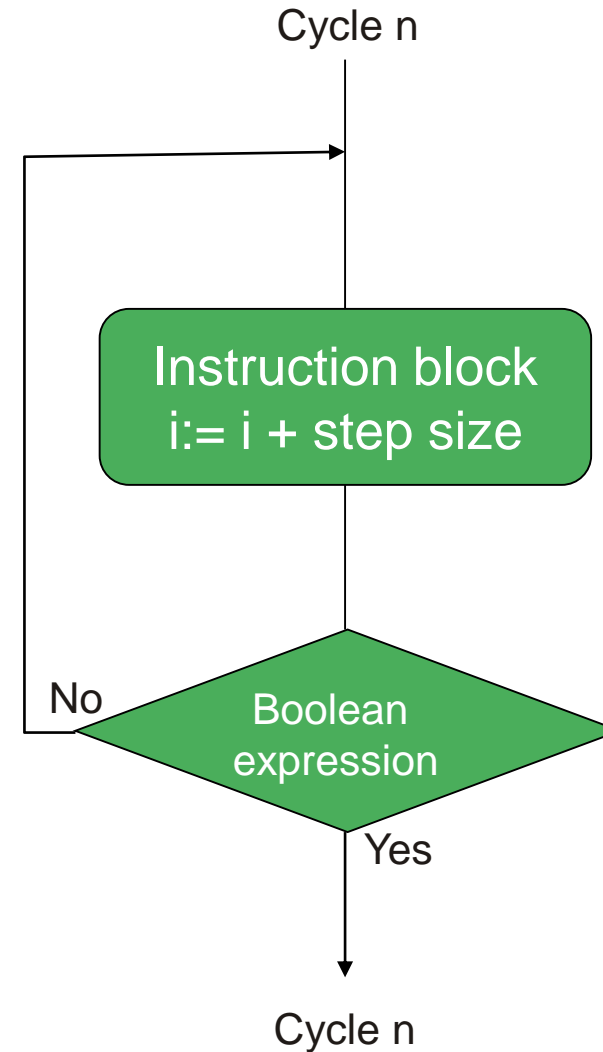 Cycle n
Instruction block
i:= i + step size
No
Boolean
expression
Yes
Cycle n